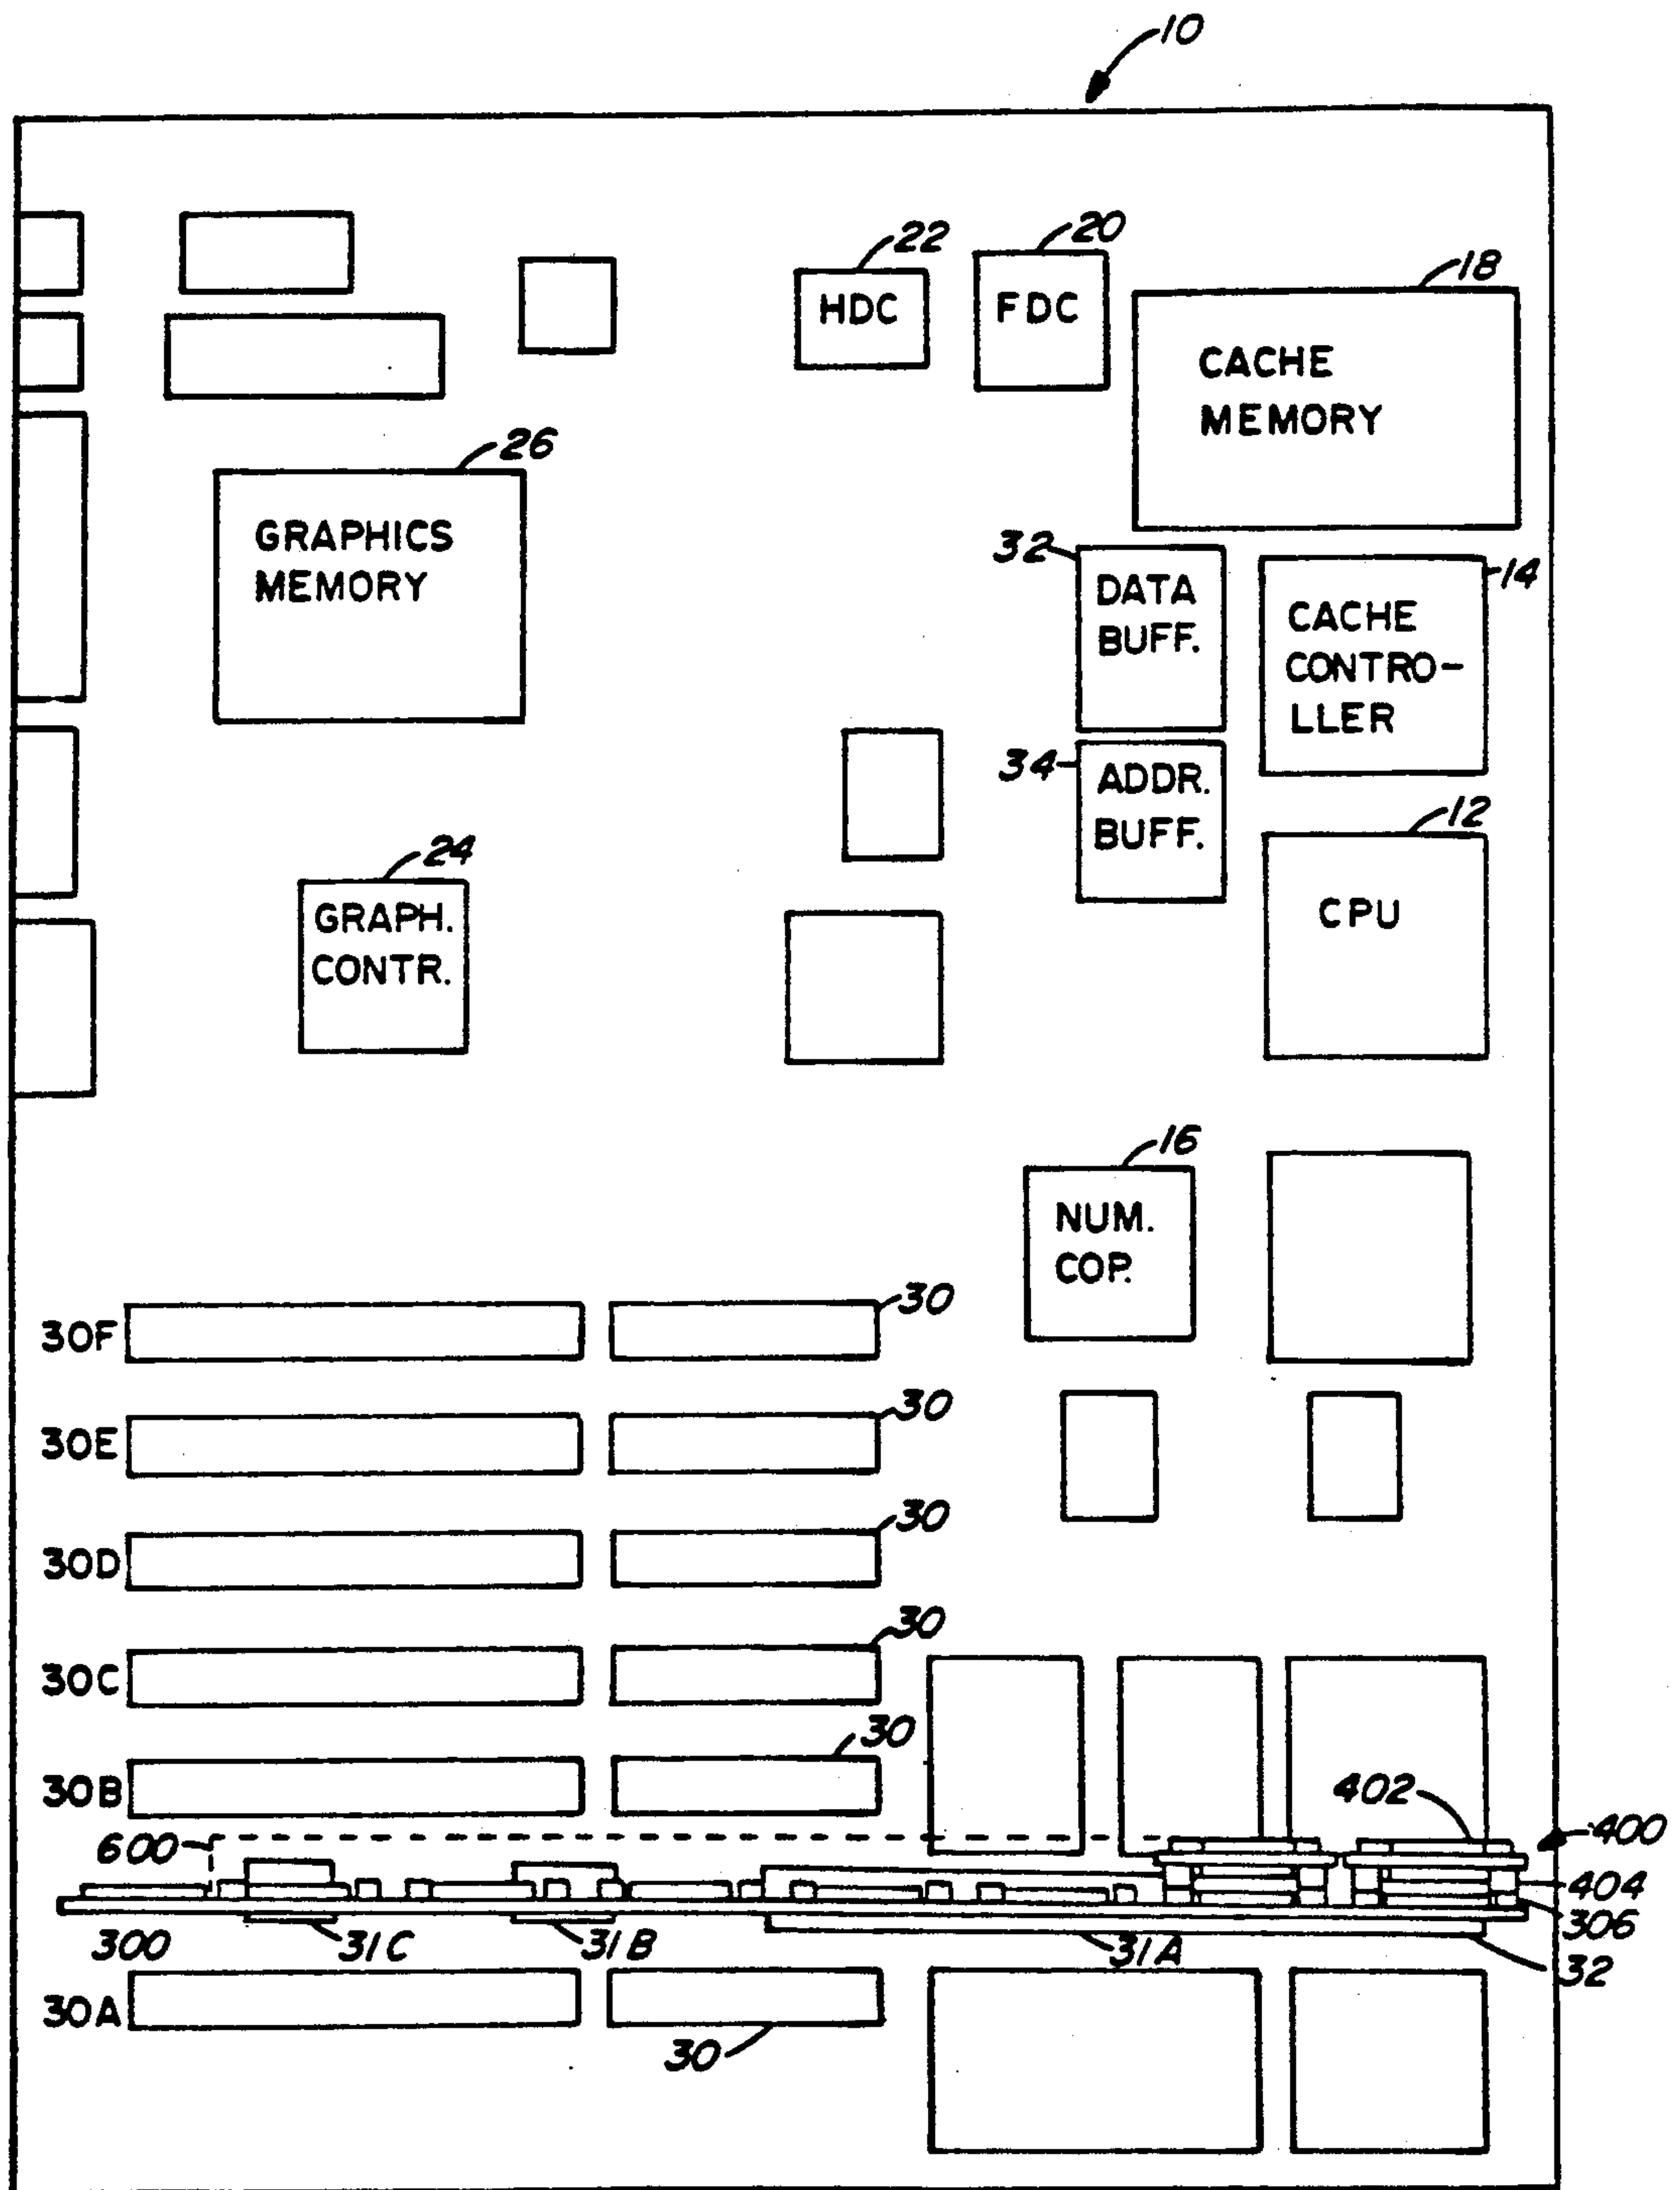 10
22
20
18
HDC
FDC
CACHE
MEMORY
26
GRAPHICS
MEMORY
32
14
DATA
BUFF.
CACHE
CONTRO-
LLER
34
ADDR.
BUFF.
12
CPU
24
GRAPH.
CONTR.
16
NUM.
COP.
30F
30
30E
30
30D
30
30C
30
30B
30
402
600
400
404
306
300
31C
31B
31A
32
30A
30